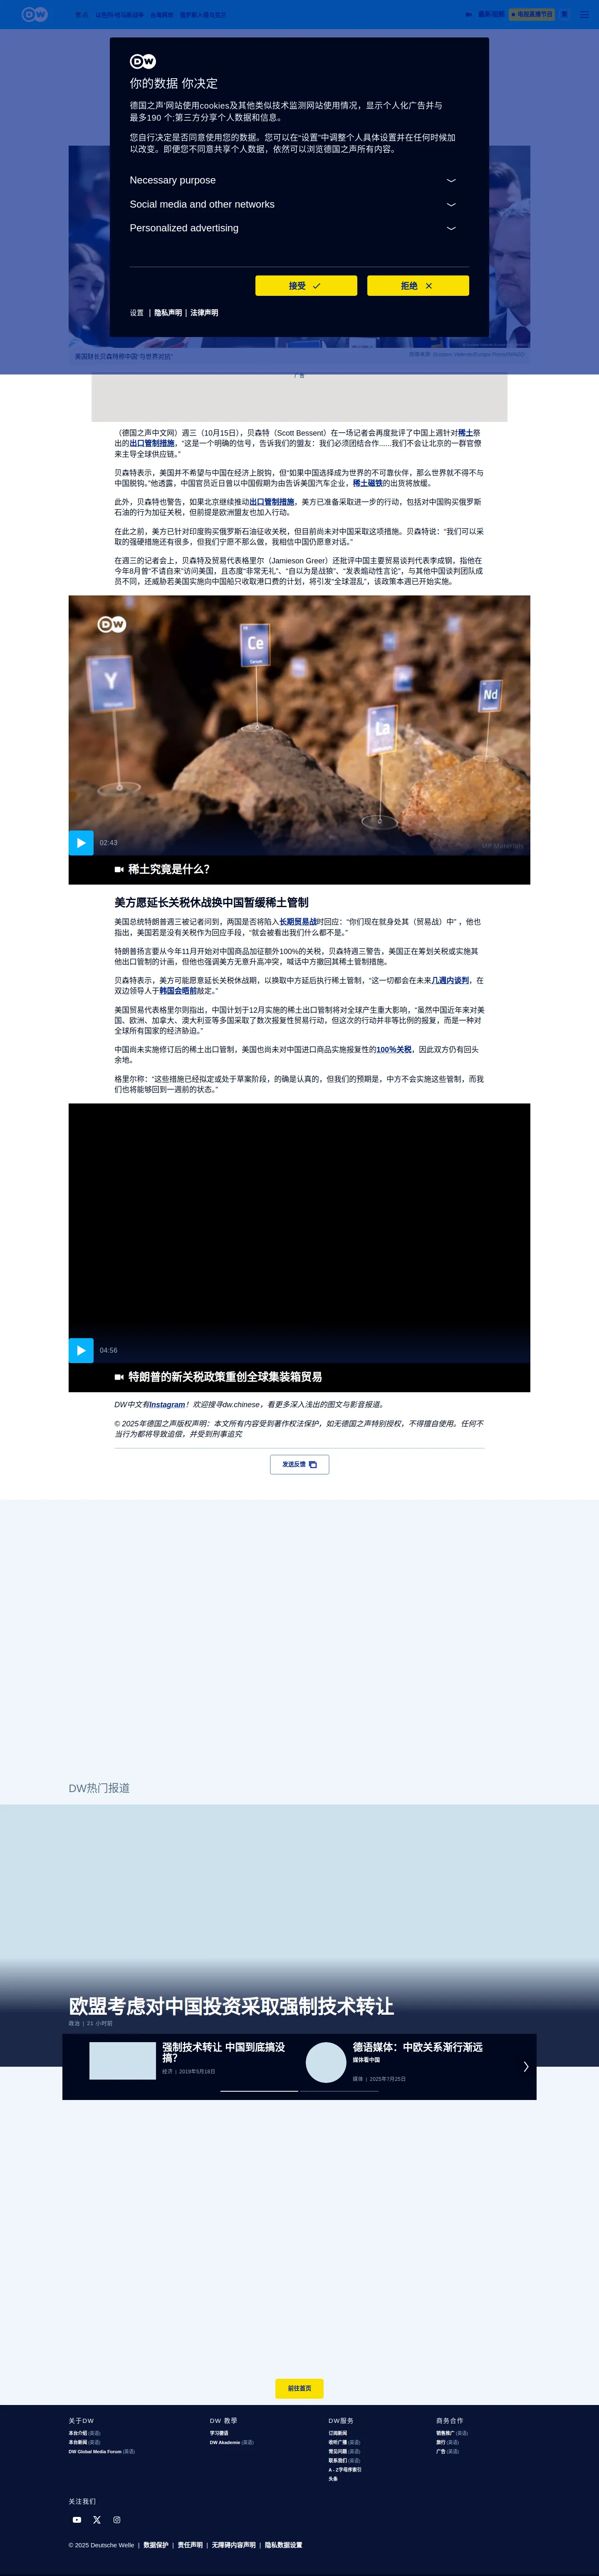 DW
最新视频
电视直播节目
DW
你的数据 你决定
德国之声'网站使用cookies及其他类似技术监测网站使用情况，显示个人化广告并与
最多190 个;第三方分享个人数据和信息。
您自行决定是否同意使用您的数据。您可以在“设置”中调整个人具体设置并在任何时候加
以改变。即便您不同意共享个人数据，依然可以浏览德国之声所有内容。
Necessary purpose
Social media and other networks
Personalized advertising
接受
拒绝
设置 | 隐私声明 | 法律声明
美国财长贝森特称中国“与世界对抗”
广告
（德国之声中文网）週三（10月15日），贝森特（Scott Bessent）在一场记者会再度批评了中国上週针对稀土祭
出的出口管制措施，“这是一个明确的信号，告诉我们的盟友：我们必须团结合作......我们不会让北京的一群官僚
来主导全球供应链。”
贝森特表示，美国并不希望与中国在经济上脱钩，但“如果中国选择成为世界的不可靠伙伴，那么世界就不得不与
中国脱钩。”他透露，中国官员近日曾以中国假期为由告诉美国汽车企业，稀土磁铁的出货将放缓。
此外，贝森特也警告，如果北京继续推动出口管制措施，美方已准备采取进一步的行动，包括对中国购买俄罗斯
石油的行为加征关税，但前提是欧洲盟友也加入行动。
在此之前，美方已针对印度购买俄罗斯石油征收关税，但目前尚未对中国采取这项措施。贝森特说：“我们可以采
取的强硬措施还有很多，但我们宁愿不那么做，我相信中国仍愿意对话。”
在週三的记者会上，贝森特及贸易代表格里尔（Jamieson Greer）还批评中国主要贸易谈判代表李成钢，指他在
今年8月曾“不请自来”访问美国，且态度“非常无礼”、“自以为是战狼”、“发表煽动性言论”，与其他中国谈判团队成
员不同，还威胁若美国实施向中国船只收取港口费的计划，将引发“全球混乱”，该政策本週已开始实施。
DW
Y
Ce
La
Nd
02:43
MP Materials
稀土究竟是什么？
美方愿延长关税休战换中国暂缓稀土管制
美国总统特朗普週三被记者问到，两国是否将陷入长期贸易战时回应：“你们现在就身处其（贸易战）中” ，他也
指出，美国若是没有关税作为回应手段，“就会被看出我们什么都不是。”
特朗普扬言要从今年11月开始对中国商品加征额外100%的关税，贝森特週三警告，美国正在筹划关税或实施其
他出口管制的计画，但他也强调美方无意升高冲突，喊话中方撤回其稀土管制措施。
贝森特表示，美方可能愿意延长关税休战期，以换取中方延后执行稀土管制，“这一切都会在未来几週内谈判，在
双边领导人于韩国会晤前敲定。”
美国贸易代表格里尔则指出，中国计划于12月实施的稀土出口管制将对全球产生重大影响，“虽然中国近年来对美
国、欧洲、加拿大、澳大利亚等多国采取了数次报复性贸易行动，但这次的行动并非等比例的报复，而是一种对
全球所有国家的经济胁迫。”
中国尚未实施修订后的稀土出口管制，美国也尚未对中国进口商品实施报复性的100%关税，因此双方仍有回头
余地。
格里尔称：“这些措施已经拟定或处于草案阶段，的确是认真的，但我们的预期是，中方不会实施这些管制，而我
们也将能够回到一週前的状态。”
04:56
特朗普的新关税政策重创全球集装箱贸易
DW中文有Instagram！欢迎搜寻dw.chinese，看更多深入浅出的图文与影音报道。
© 2025年德国之声版权声明：本文所有内容受到著作权法保护，如无德国之声特别授权，不得擅自使用。任何不
当行为都将导致追偿，并受到刑事追究
发送反馈
DW热门报道
欧盟考虑对中国投资采取强制技术转让
政治 | 21 小时前
强制技术转让 中国到底搞没
搞？
经济 | 2019年5月18日
德语媒体：中欧关系渐行渐远
媒体看中国
媒体 | 2025年7月25日
前往首页
关于DW
本台介绍 (英语)
本台新闻 (英语)
DW Global Media Forum (英语)
DW 教學
学习德语
DW Akademie (英语)
DW服务
订阅新闻
收听广播 (英语)
常见问题 (英语)
联系我们 (英语)
A - Z字母序索引
头条
商务合作
销售推广 (英语)
旅行 (英语)
广告 (英语)
关注我们
© 2025 Deutsche Welle | 数据保护 | 责任声明 | 无障碍内容声明 | 隐私数据设置